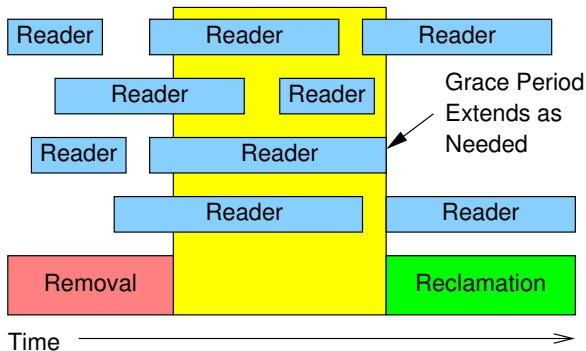 Reader
Reader
Reader
Reader
Reader
Grace Period
Extends as
Needed
Reader
Reader
Reader
Reader
Removal
Reclamation
Time